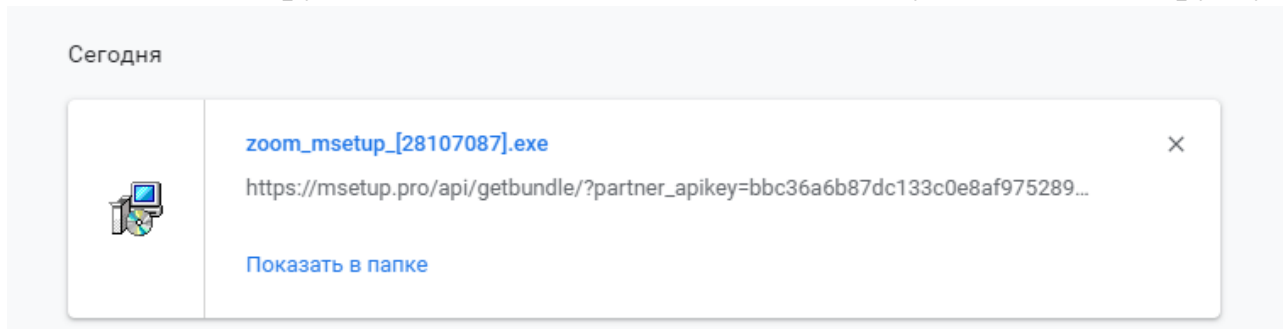 Сегодня
zoom_msetup_[28107087].exe
https://msetup.pro/api/getbundle/?partner_apikey=bbc36a6b87dc133c0e8af975289...
Показать в папке